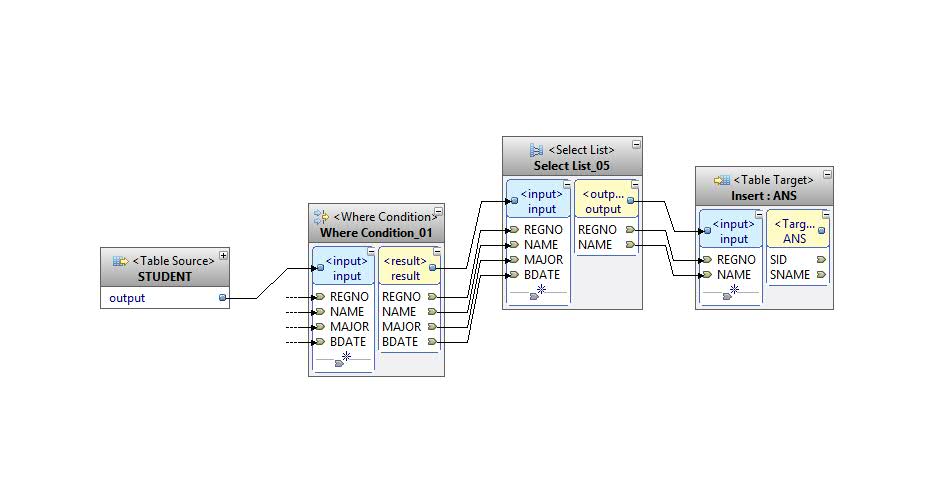 <Table Source>
STUDENT
output
<Where Condition>
Where Condition_01
<input>
input
REGNO
NAME
MAJOR
BDATE
<result>
result
REGNO
NAME
MAJOR
BDATE
<Select List>
Select List_05
<input>
input
REGNO
NAME
MAJOR
BDATE
<outp...
output
REGNO
NAME
<Table Target>
Insert : ANS
<input>
input
REGNO
NAME
<Targ...
ANS
SID
SNAME